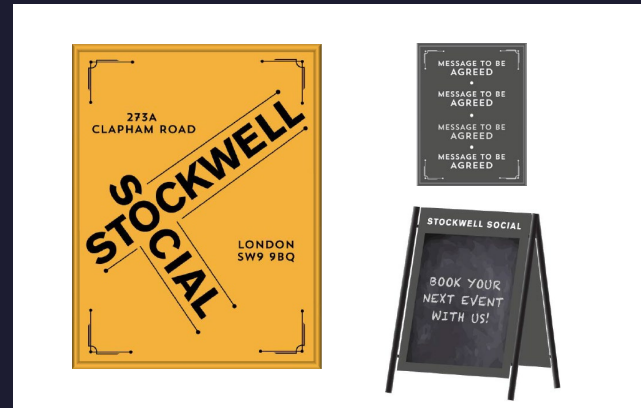 273A
CLAPHAM ROAD
STOCKWELL
SOCIAL
LONDON
SW9 9BQ
MESSAGE TO BE
AGREED
MESSAGE TO BE
AGREED
MESSAGE TO BE
AGREED
MESSAGE TO BE
AGREED
STOCKWELL SOCIAL
BOOK YOUR
NEXT EVENT
WITH US!